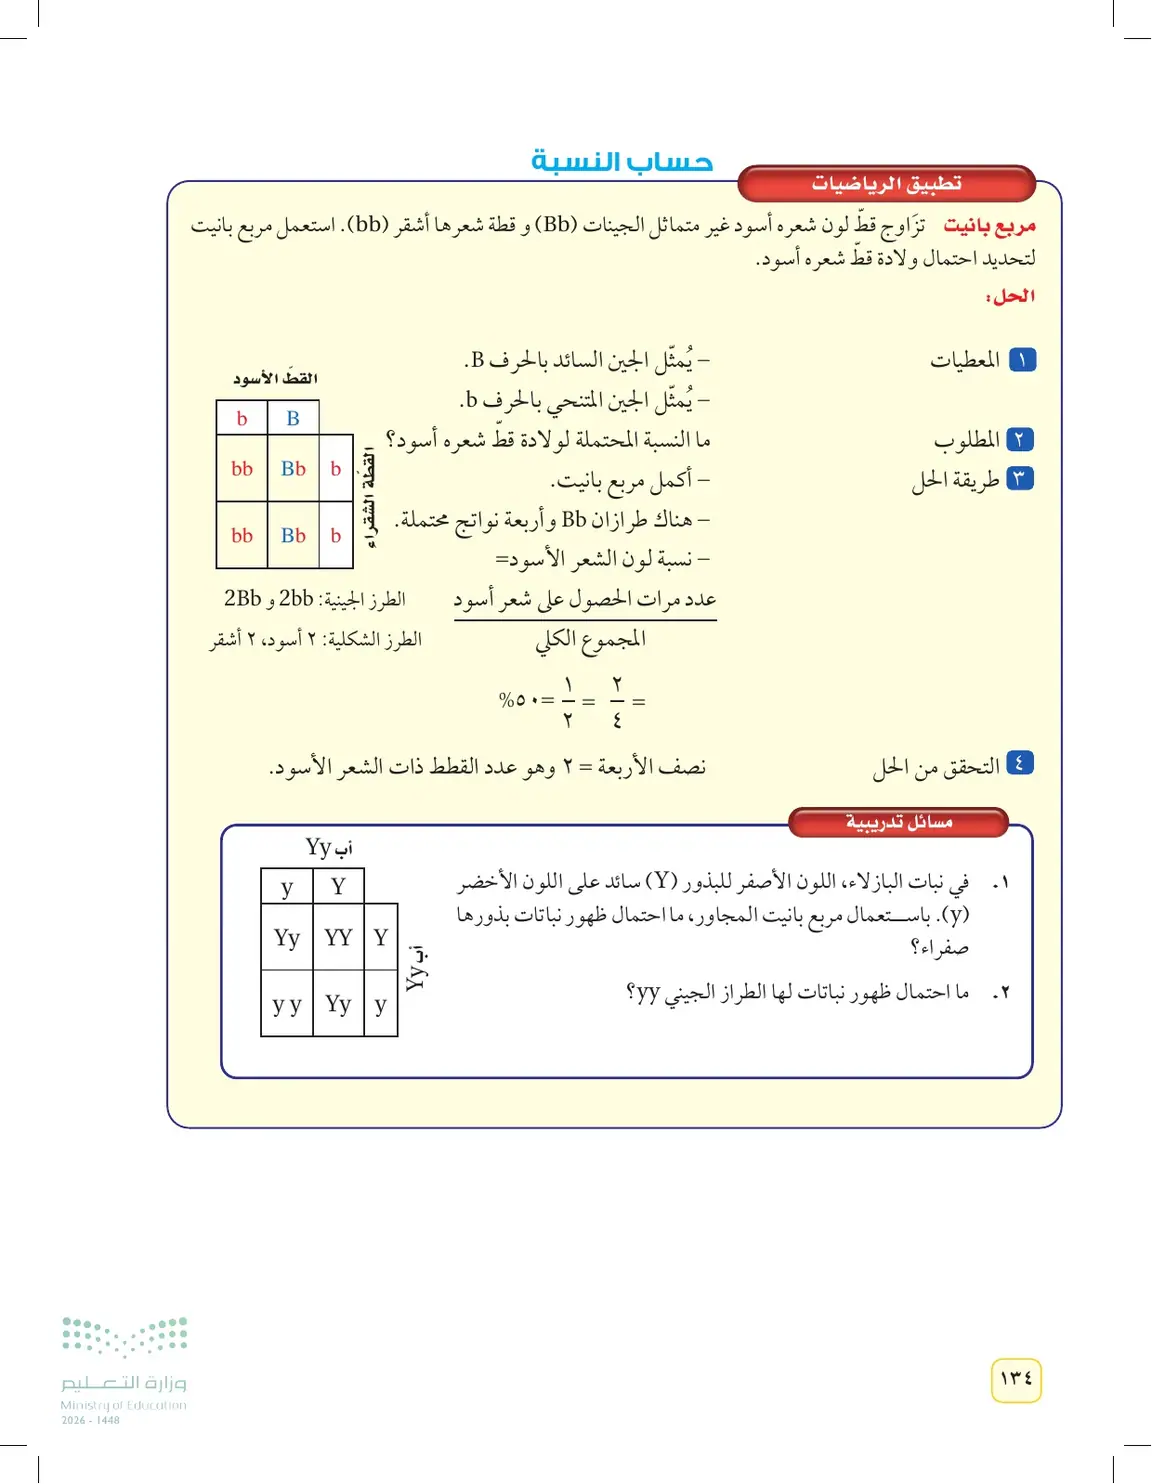 حساب النسبة
تطبيق الرياضيات
مربع بانيت تزَاوج قطّ لون شعره أسود غير متماثل الجينات (Bb) و قطة شعرها أشقر (bb). استعمل مربع بانيت
لتحديد احتمال ولادة قطّ شعره أسود.
الحل:
١ المعطيات
– يُمثّل الجين السائد بالحرف B.
– يُمثّل الجين المتنحي بالحرف b.
٢ المطلوب
ما النسبة المحتملة لولادة قطّ شعره أسود؟
٣ طريقة الحل
– أكمل مربع بانيت.
– هناك طرازان Bb وأربعة نواتج محتملة.
– نسبة لون الشعر الأسود=
عدد مرات الحصول على شعر أسود
المجموع الكلي
= ٢/٤ = ١/٢ =٥٠%
القطّ الأسود
b B
bb Bb b
bb Bb b
القطّة الشقراء
الطرز الجينية: 2bb و 2Bb
الطرز الشكلية: ٢ أسود، ٢ أشقر
٤ التحقق من الحل
نصف الأربعة = ٢ وهو عدد القطط ذات الشعر الأسود.
مسائل تدريبية
١. في نبات البازلاء، اللون الأصفر للبذور (Y) سائد على اللون الأخضر
(y). باستعمال مربع بانيت المجاور، ما احتمال ظهور نباتات بذورها
صفراء؟
٢. ما احتمال ظهور نباتات لها الطراز الجيني yy؟
أب Yy
y Y
Yy YY Y
y y Yy y
أب Yy
وزارة التعليم
Ministry of Education
2026 - 1448
١٣٤